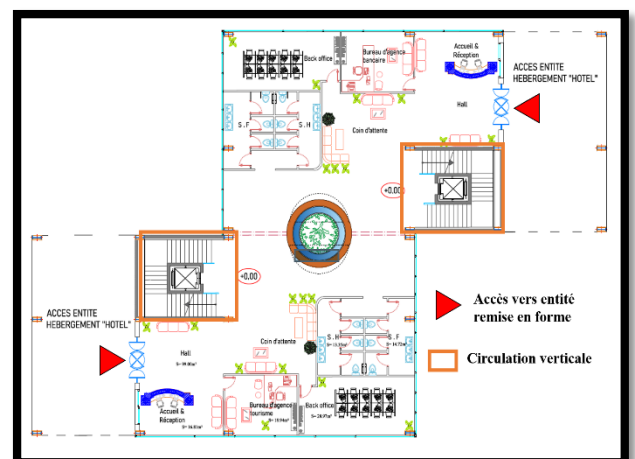 Back office
Bureau d'agence
bancaire
Accueil &
Réception
ACCES ENTITE
HEBERGEMENT "HOTEL"
Hall
S.F
S.H
Coin d'attente
+0.00
+0.00
ACCES ENTITE
HEBERGEMENT "HOTEL"
Accès vers entité
remise en forme
Circulation verticale
Coin d'attente
S.H
S.F
Hall
Accueil &
Réception
Bureau d'agence
tourisme
Back office